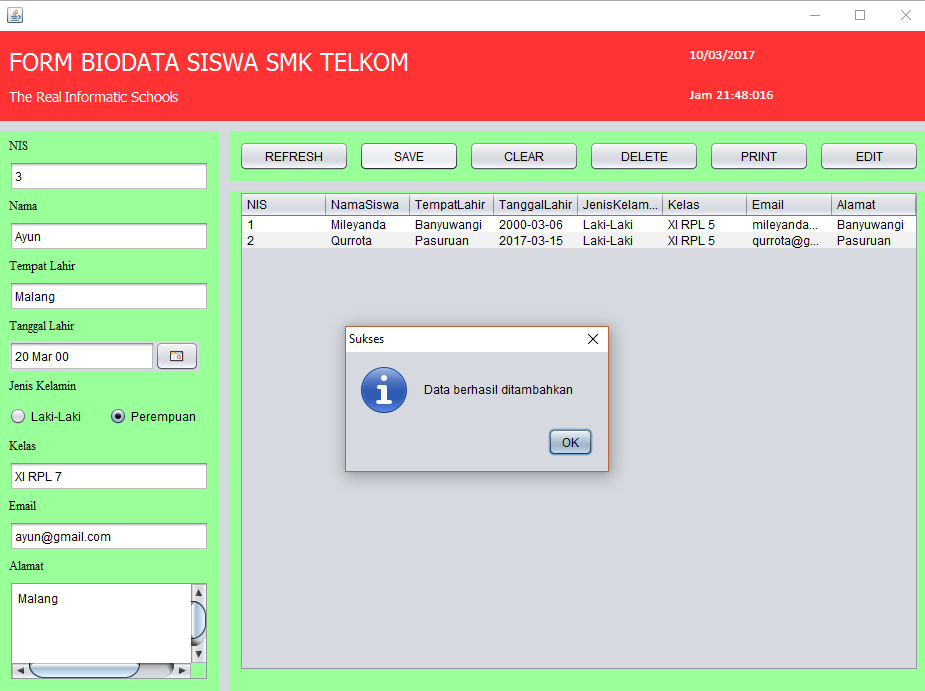 FORM BIODATA SISWA SMK TELKOM
10/03/2017
The Real Informatic Schools
Jam 21:48:016
NIS
3
Nama
Ayun
Tempat Lahir
Malang
Tanggal Lahir
20 Mar 00
Jenis Kelamin
Laki-Laki Perempuan
Kelas
XI RPL 7
Email
ayun@gmail.com
Alamat
Malang
REFRESH SAVE CLEAR DELETE PRINT EDIT
NIS NamaSiswa TempatLahir TanggalLahir JenisKelam... Kelas Email Alamat
1 Mileyanda Banyuwangi 2000-03-06 Laki-Laki XI RPL 5 mileyanda... Banyuwangi
2 Qurrota Pasuruan 2017-03-15 Laki-Laki XI RPL 5 qurrota@g... Pasuruan
Sukses
Data berhasil ditambahkan
OK